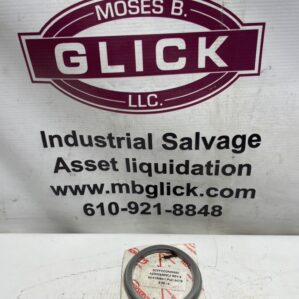 MOSES B.
GLICK
LLC.
Industrial Salvage
Asset liquidation
www.mbglick.com
610-921-8848